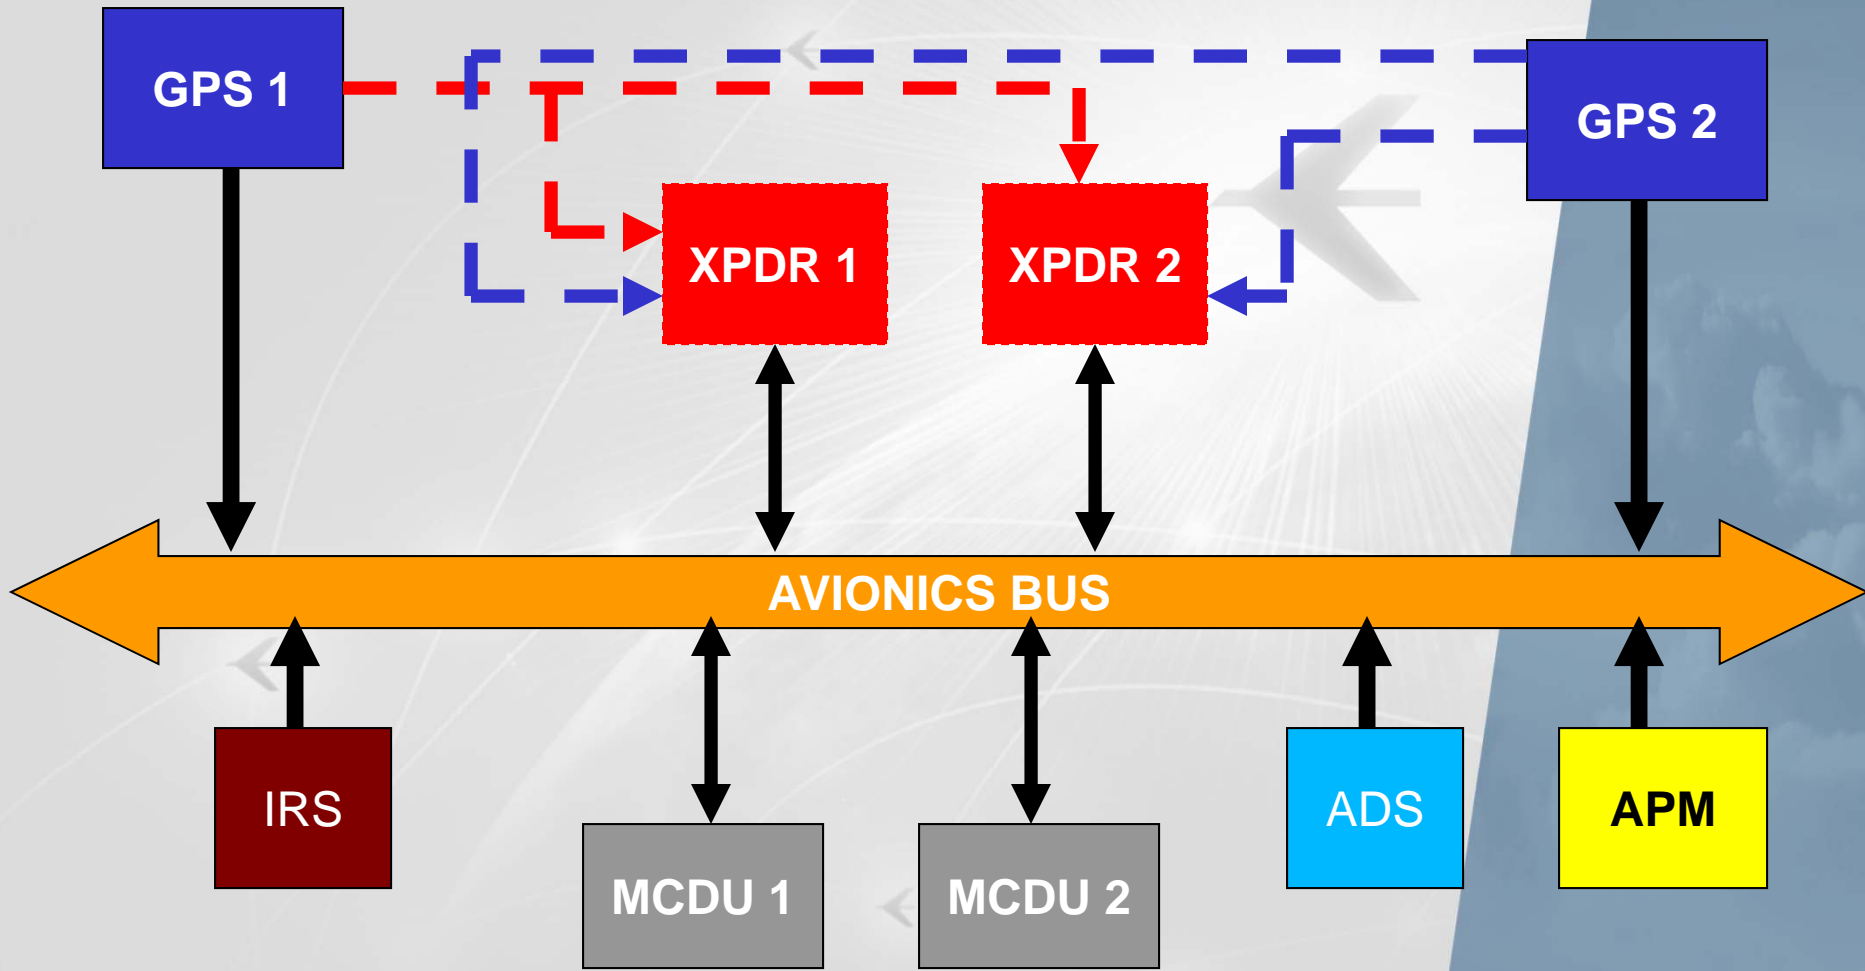 GPS 1
GPS 2
XPDR 1
XPDR 2
AVIONICS BUS
IRS
ADS
APM
MCDU 1
MCDU 2